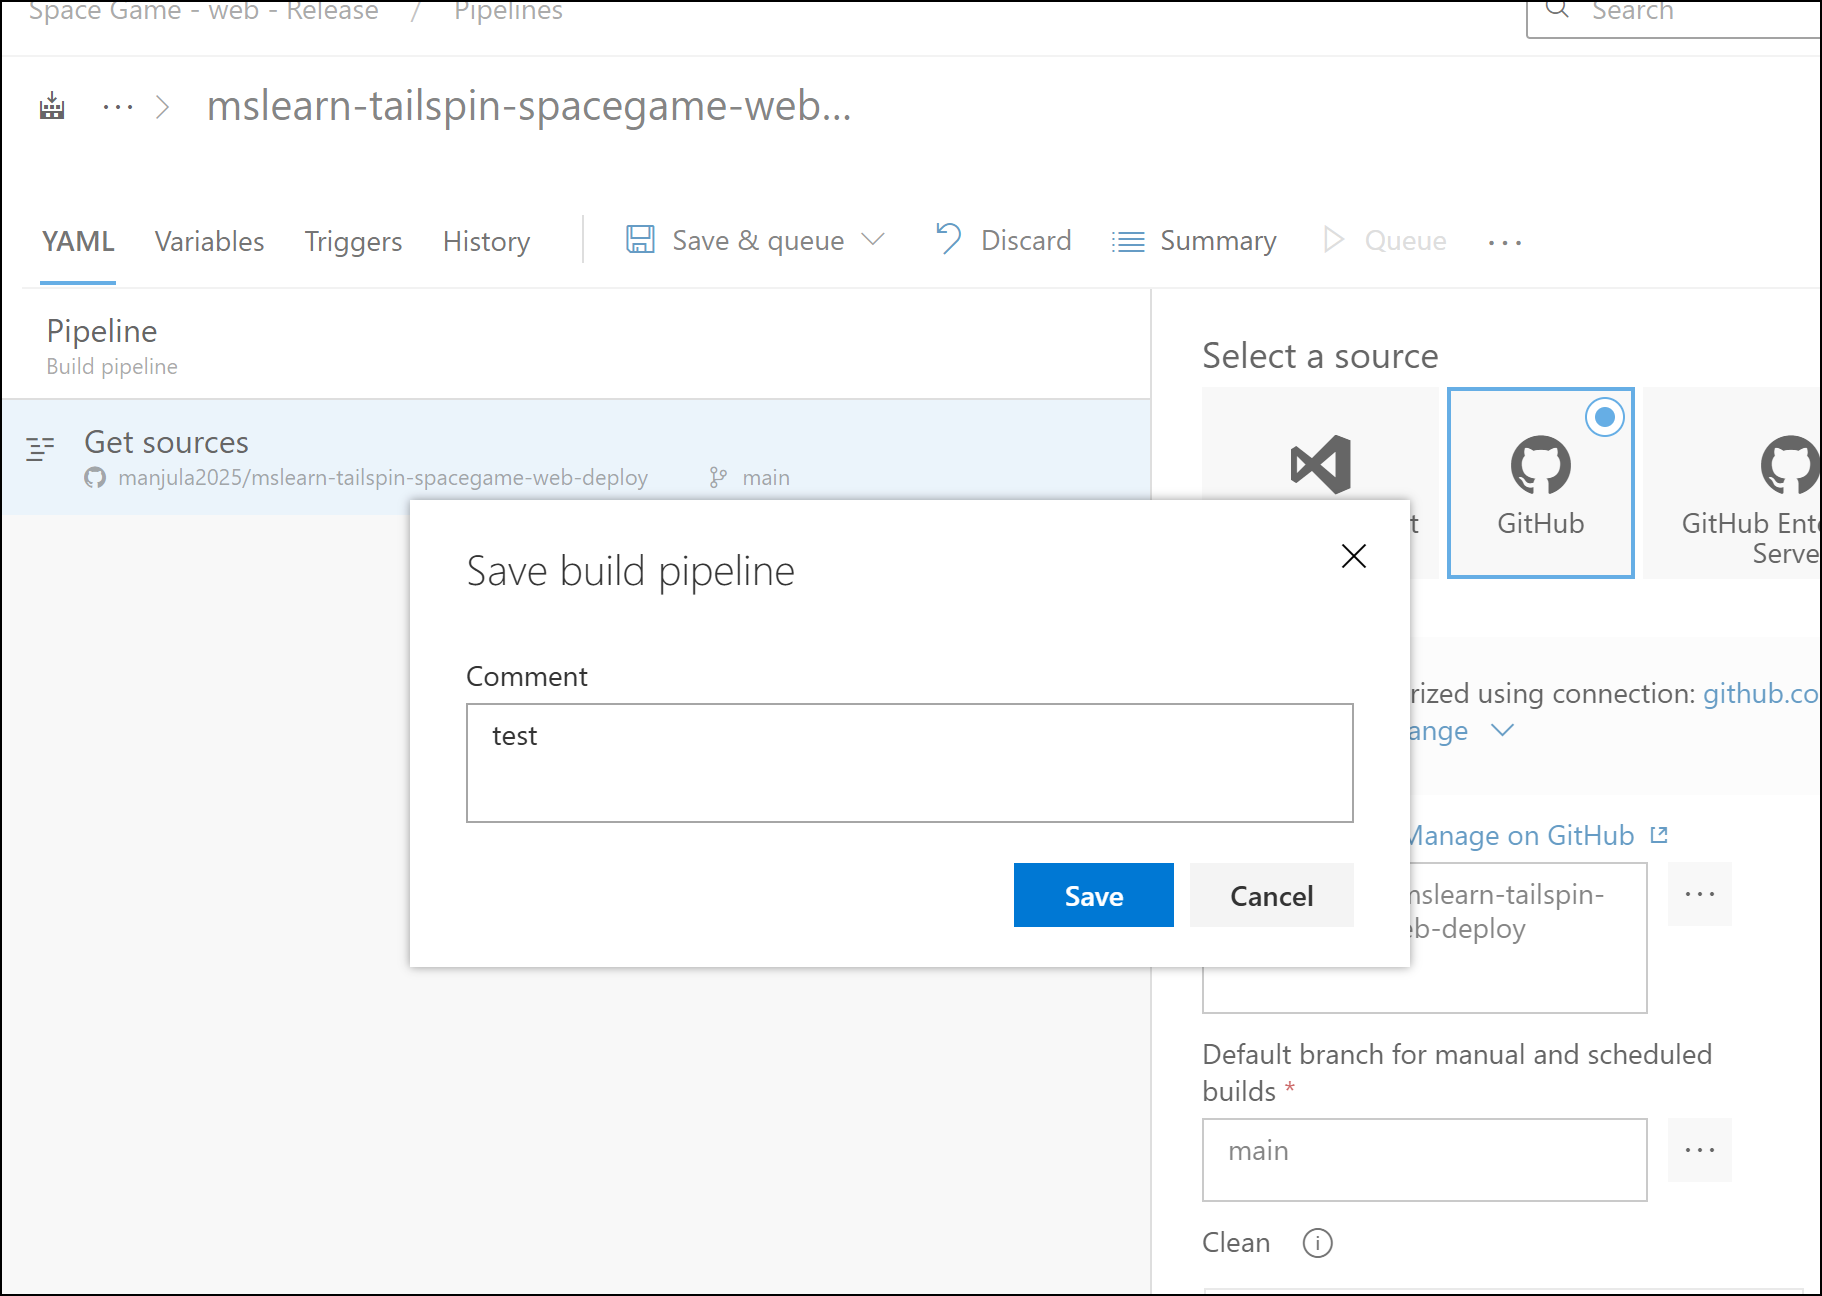 Space Game - web - Release / Pipelines
Search
mslearn-tailspin-spacegame-web...
YAML Variables Triggers History Save & queue Discard Summary Queue
Pipeline
Build pipeline
Get sources
manjula2025/mslearn-tailspin-spacegame-web-deploy main
Select a source
GitHub
GitHub Ente
Serve
Save build pipeline
Comment
test
Save Cancel
rized using connection: github.co
ange
Manage on GitHub
mslearn-tailspin-
eb-deploy
Default branch for manual and scheduled
builds *
main
Clean